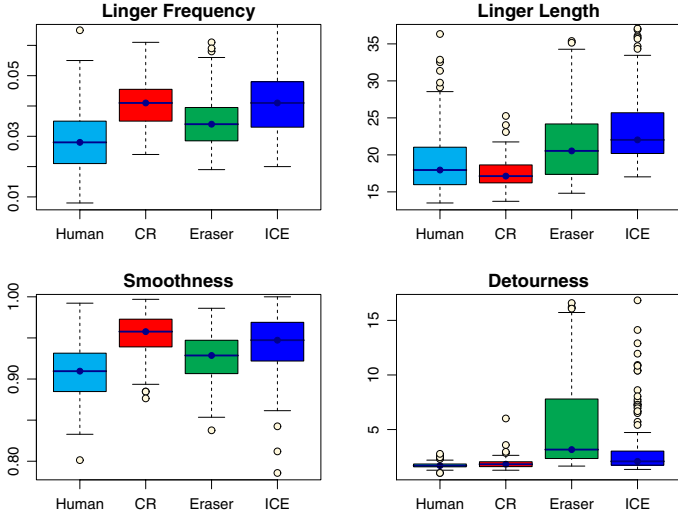 Linger Frequency
0.05
0.03
0.01
Human CR Eraser ICE
Linger Length
35
30
25
20
15
Human CR Eraser ICE
Smoothness
1.00
0.90
0.80
Human CR Eraser ICE
Detourness
15
10
5
Human CR Eraser ICE